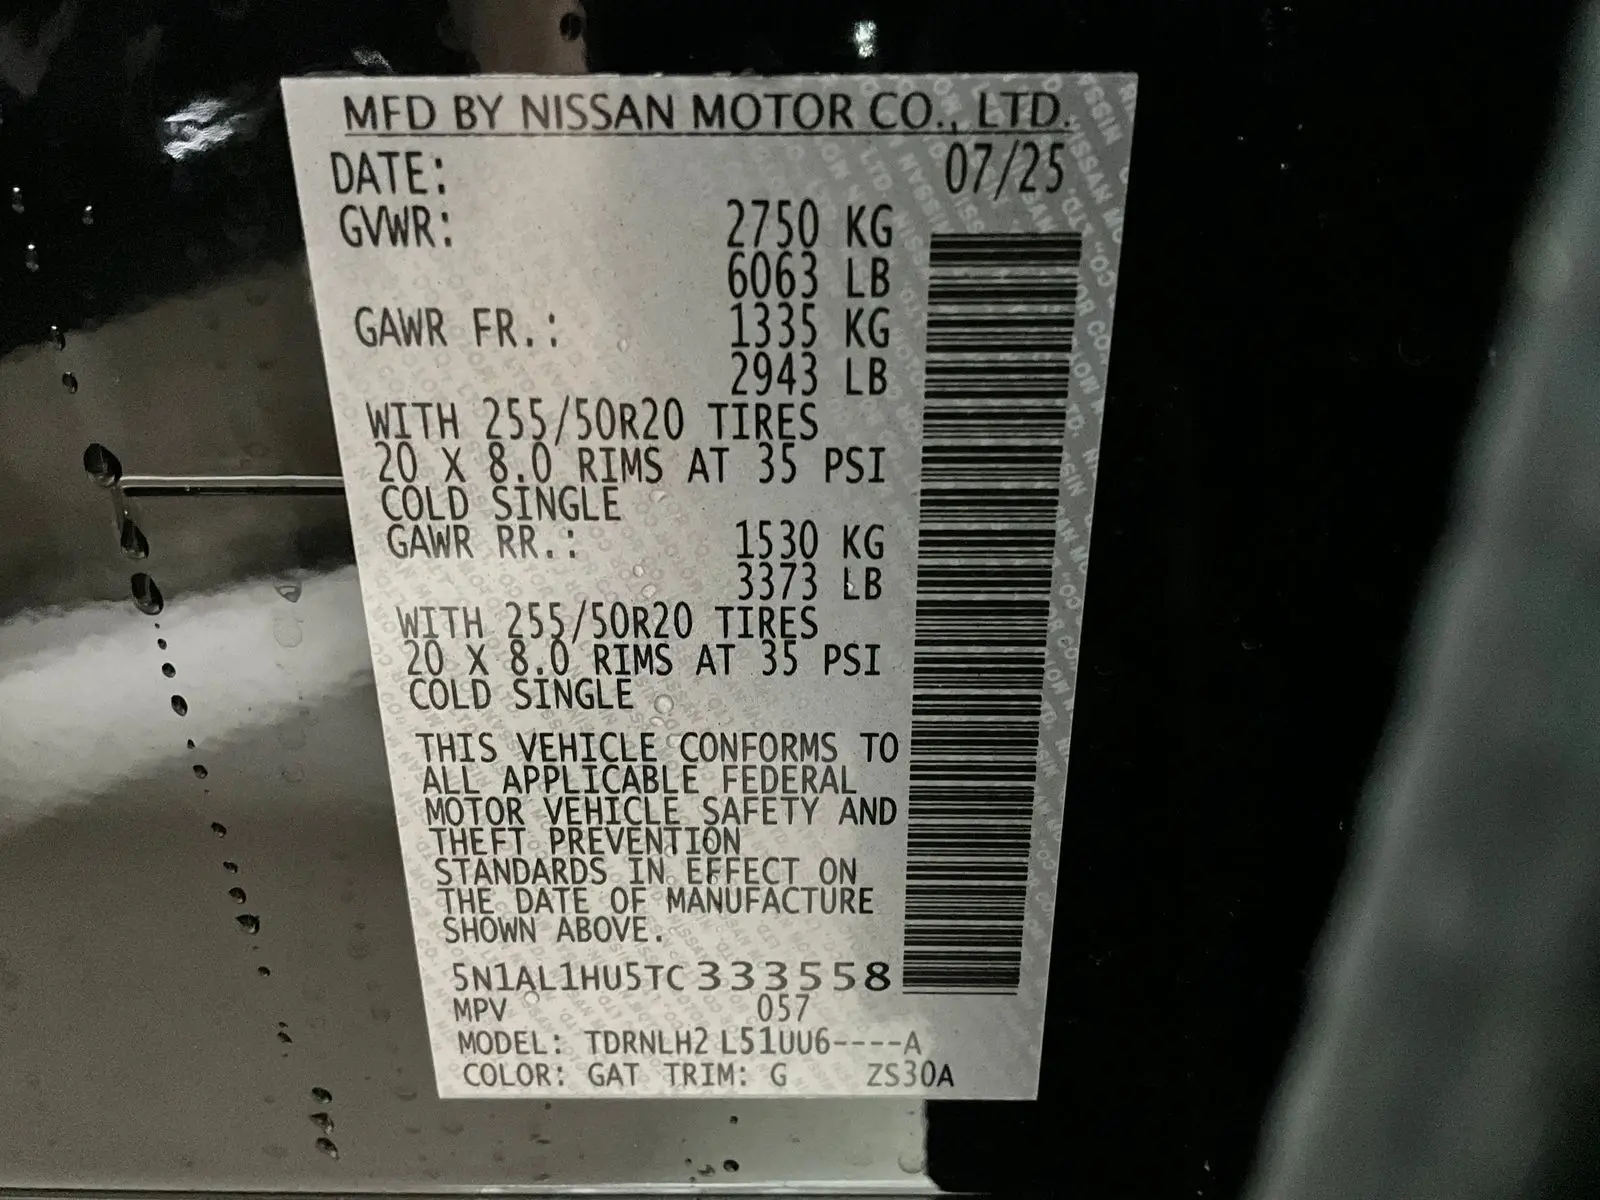 MFD BY NISSAN MOTOR CO., LTD.
DATE: 07/25
GVWR: 2750 KG
6063 LB
GAWR FR.: 1335 KG
2943 LB
WITH 255/50R20 TIRES
20 X 8.0 RIMS AT 35 PSI
COLD SINGLE
GAWR RR.: 1530 KG
3373 LB
WITH 255/50R20 TIRES
20 X 8.0 RIMS AT 35 PSI
COLD SINGLE
THIS VEHICLE CONFORMS TO
ALL APPLICABLE FEDERAL
MOTOR VEHICLE SAFETY AND
THEFT PREVENTION
STANDARDS IN EFFECT ON
THE DATE OF MANUFACTURE
SHOWN ABOVE.
5N1AL1HU5TC333558
MPV 057
MODEL: TDRNLH2 L51UU6----A
COLOR: GAT TRIM: G ZS30A